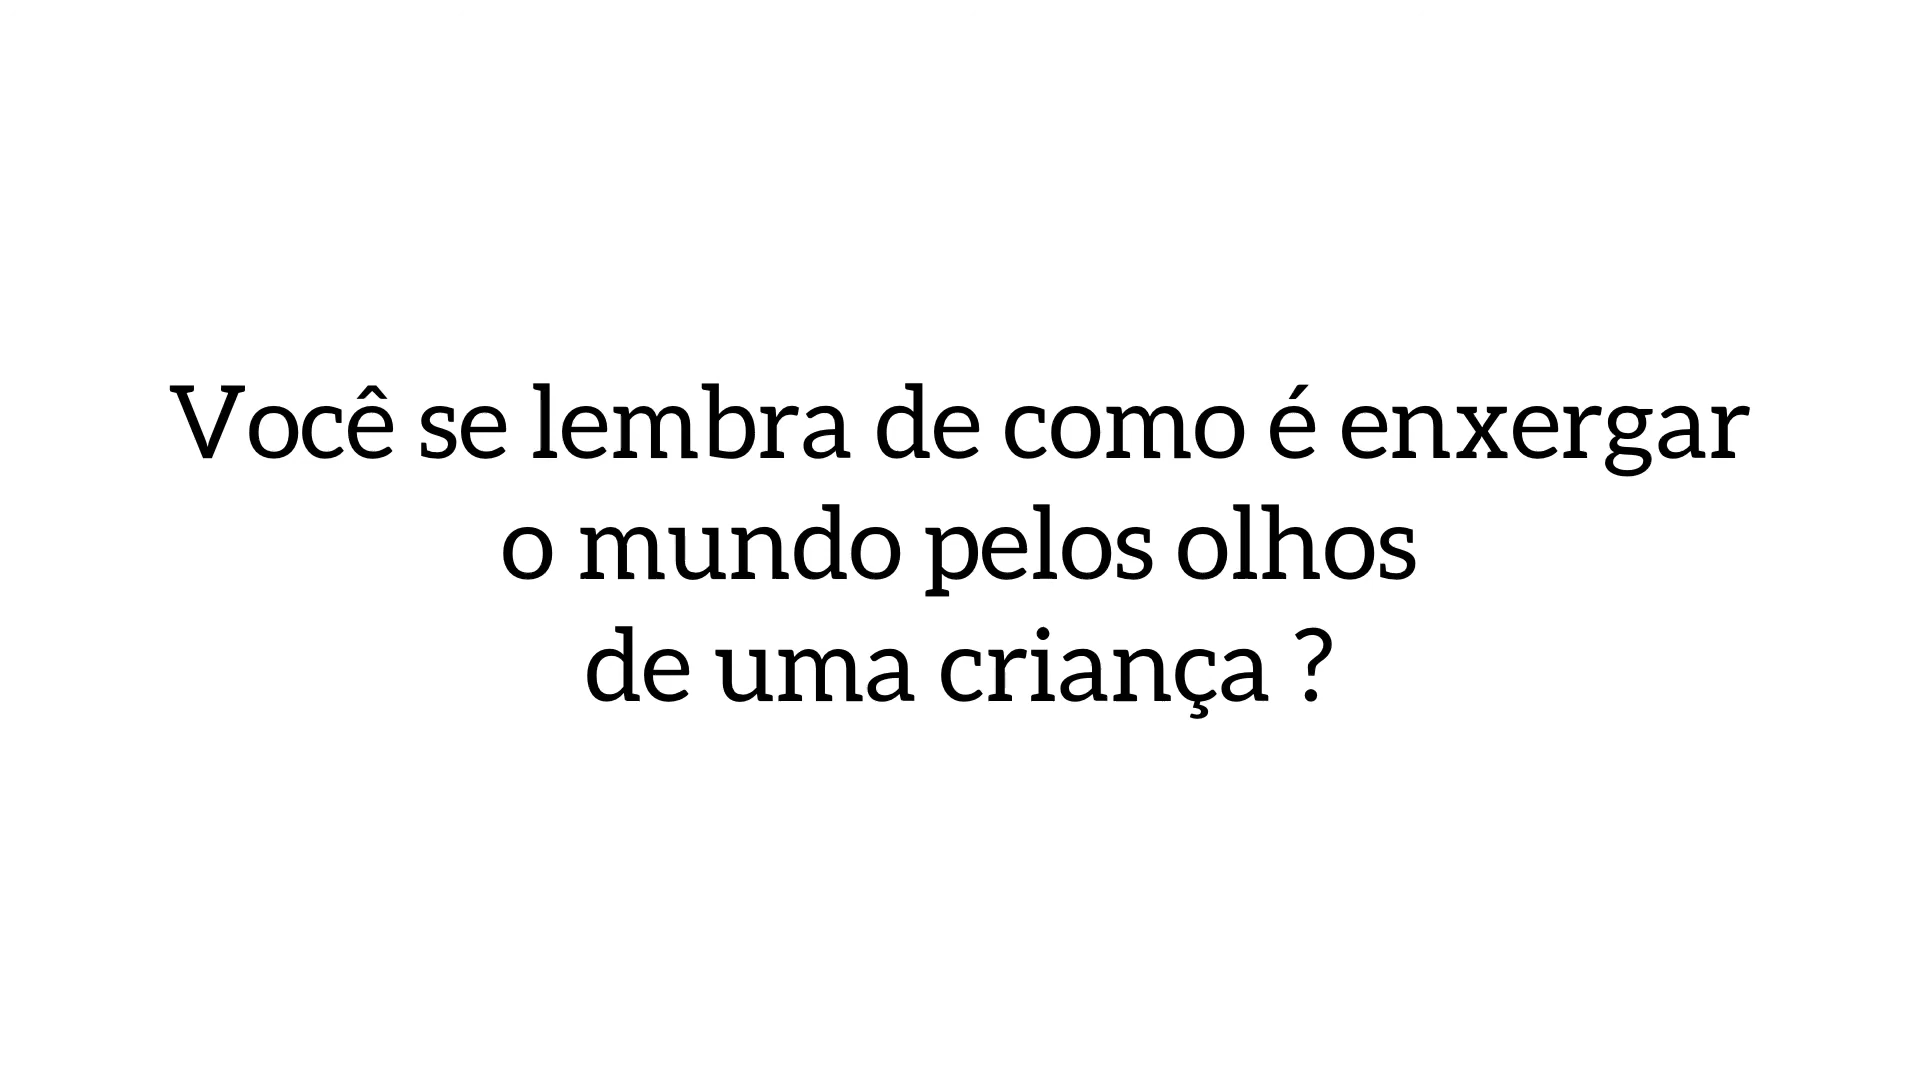 Você se lembra de como é enxergar
o mundo pelos olhos
de uma criança ?